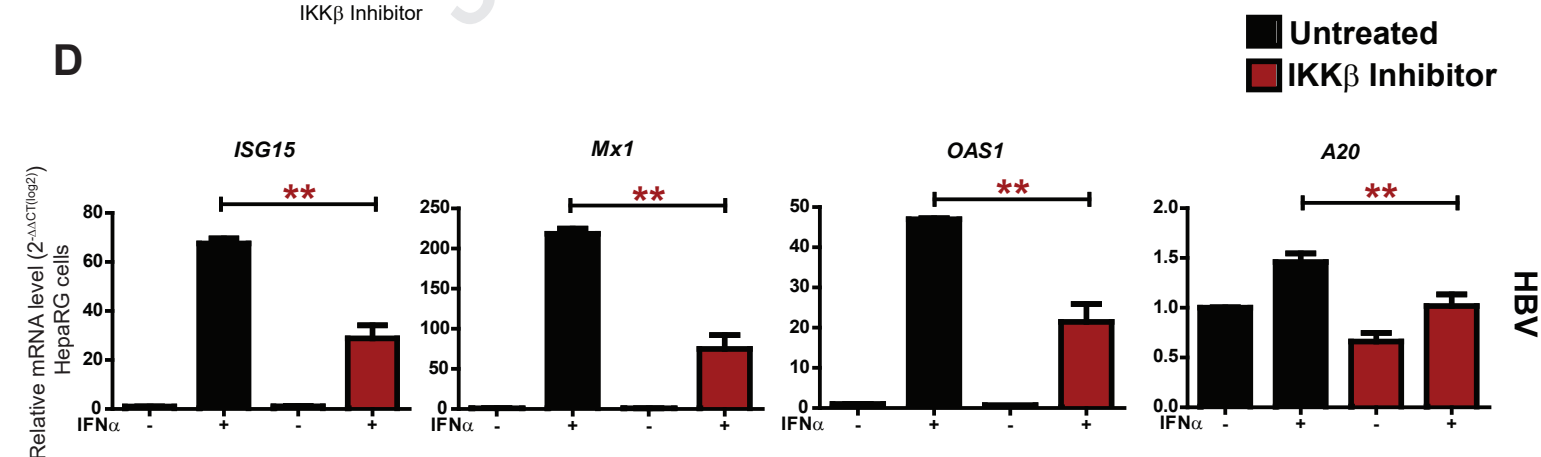 IKKβ Inhibitor
D
Untreated
IKKβ Inhibitor
Relative mRNA level (2-ΔΔCT(log2))
HepaRG cells
ISG15
**
80
60
40
20
0
IFNα - + - +
Mx1
**
250
200
150
100
50
0
IFNα - + - +
OAS1
**
50
40
30
20
10
0
IFNα - + - +
A20
**
2.0
1.5
1.0
0.5
0.0
IFNα - + - +
HBV